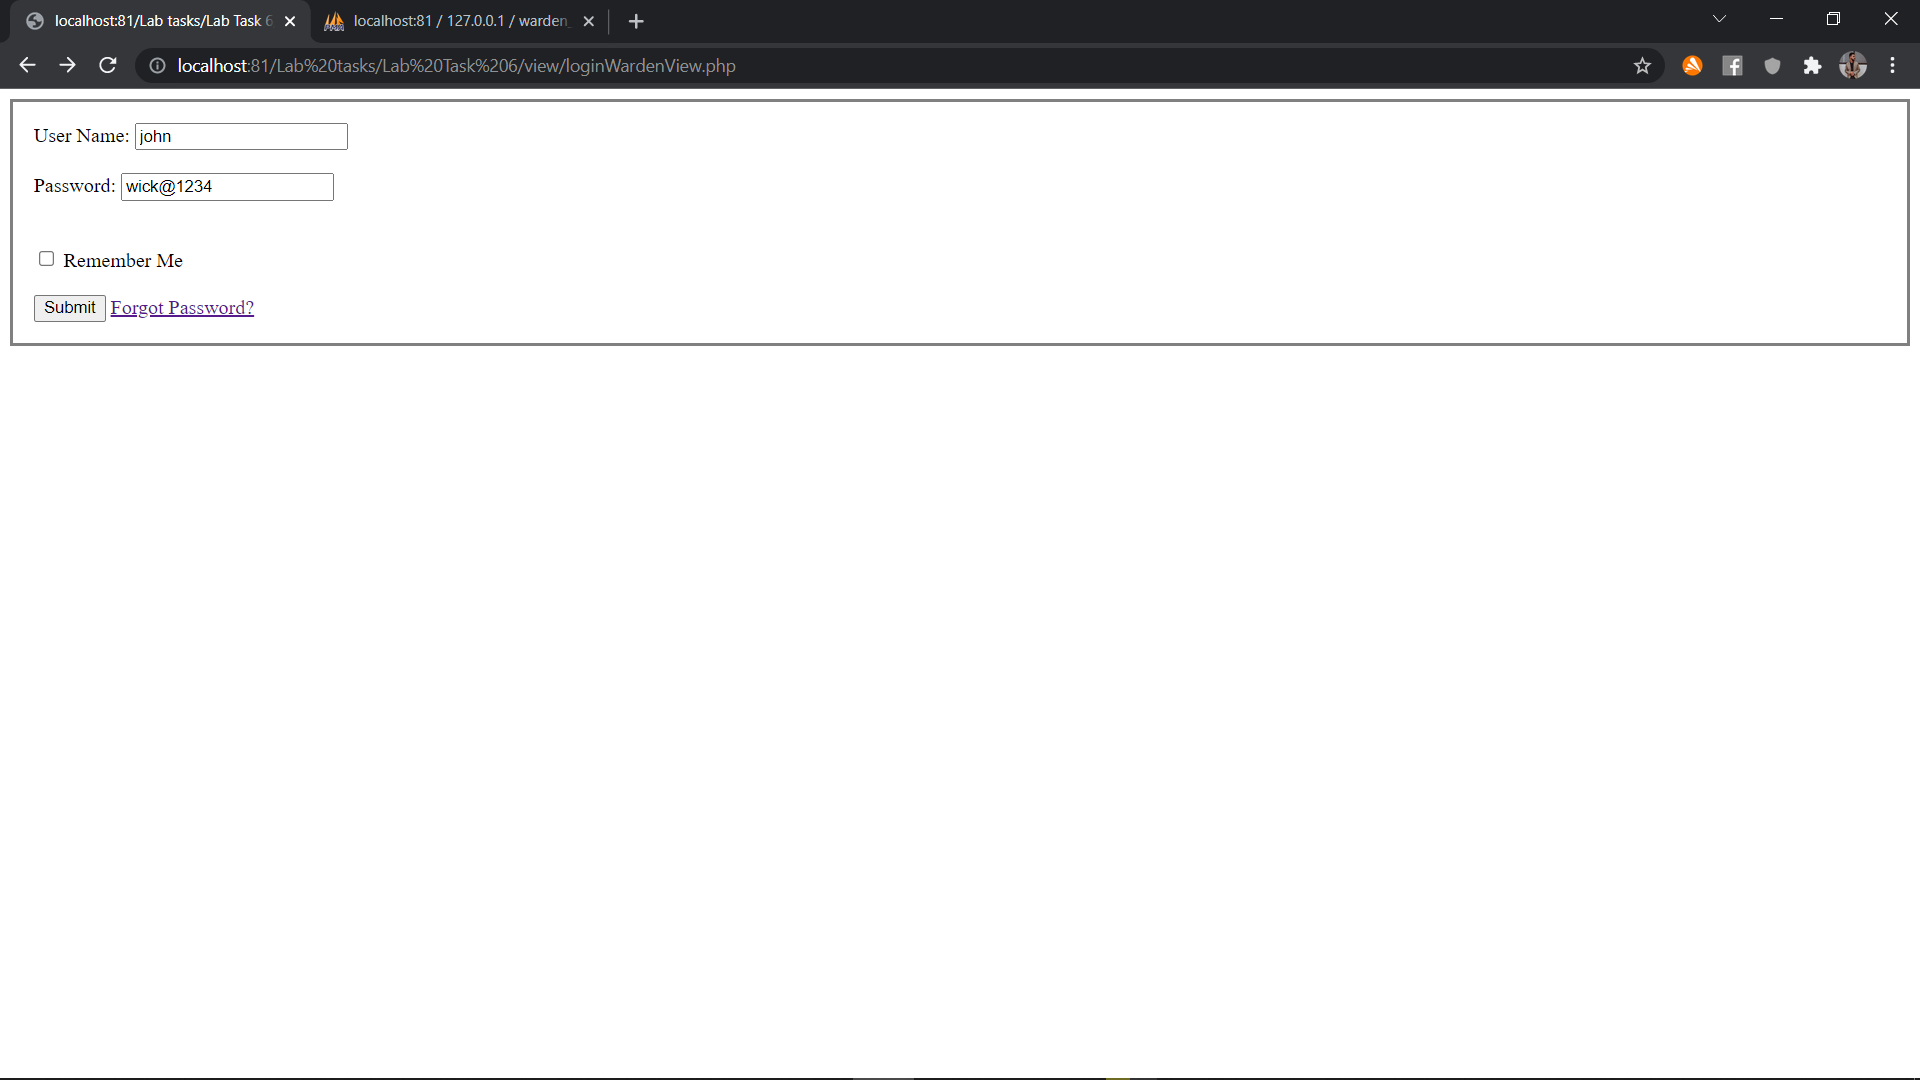 localhost:81/Lab tasks/Lab Task 6
localhost:81 / 127.0.0.1 / warden_
localhost:81/Lab%20tasks/Lab%20Task%206/view/loginWardenView.php
User Name: john
Password: wick@1234
Remember Me
Submit Forgot Password?